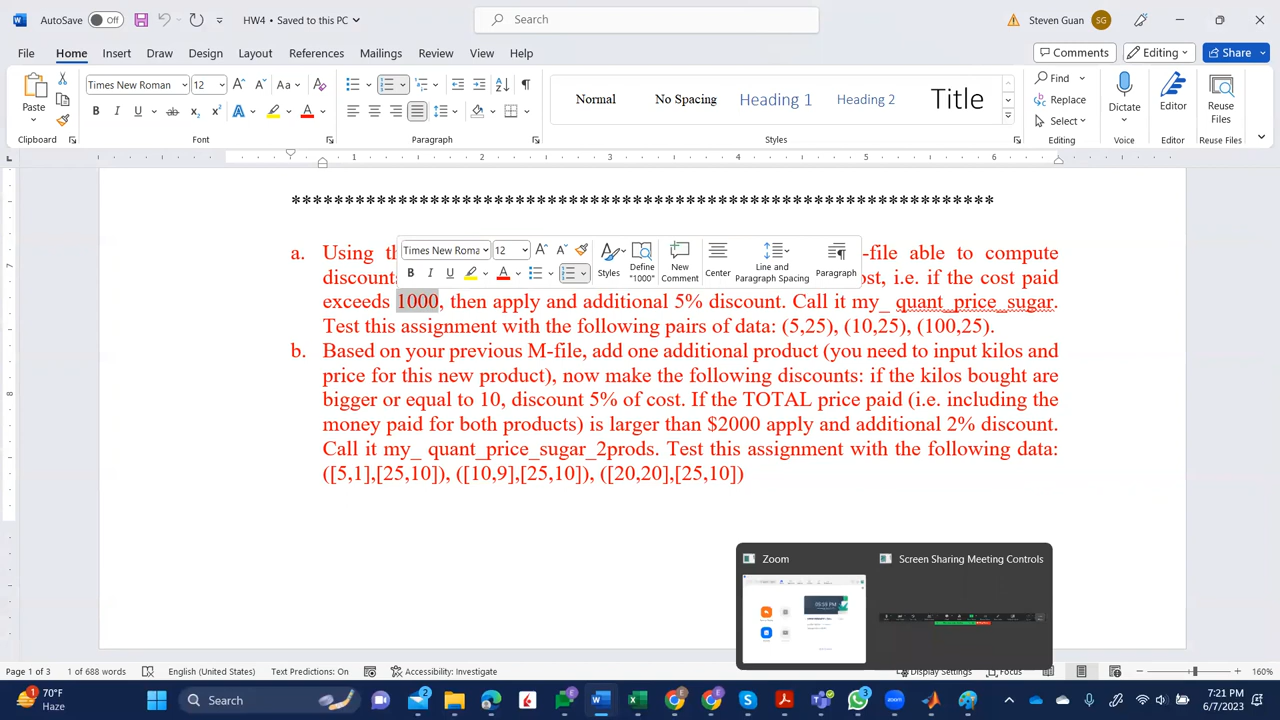 AutoSave Off HW4 • Saved to this PC Search Steven Guan SG
File Home Insert Draw Design Layout References Mailings Review View Help Comments Editing Share
Paste Times New Roman 12 Aa Normal No Spacing Heading 1 Heading 2 Title Find Replace Select Dictate Editor Reuse Files
Clipboard Font Paragraph Styles Editing Voice Editor Reuse Files
1 2 3 4 5 6 7
******************************************************************
a. Using th -file able to compute
Times New Roma 12 Styles Define "1000" New Comment Center Line and Paragraph Spacing Paragraph
discount ost, i.e. if the cost paid
exceeds 1000, then apply and additional 5% discount. Call it my_ quant_price_sugar.
Test this assignment with the following pairs of data: (5,25), (10,25), (100,25).
b. Based on your previous M-file, add one additional product (you need to input kilos and
price for this new product), now make the following discounts: if the kilos bought are
bigger or equal to 10, discount 5% of cost. If the TOTAL price paid (i.e. including the
money paid for both products) is larger than $2000 apply and additional 2% discount.
Call it my_ quant_price_sugar_2prods. Test this assignment with the following data:
([5,1],[25,10]), ([10,9],[25,10]), ([20,20],[25,10])
Zoom Screen Sharing Meeting Controls
Page 1 1 of 688 words English Text Predictions: On Accessibility: Investigate Display Settings Focus 160%
70°F Haze Search 7:21 PM 6/7/2023